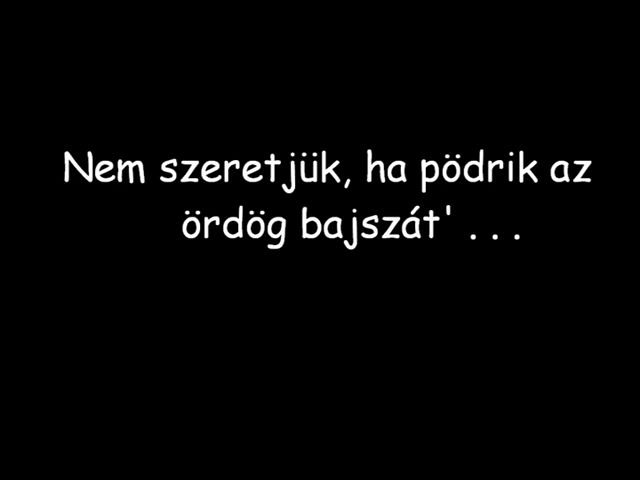 Nem szeretjük, ha pödrik az
ördög bajszát' . . .